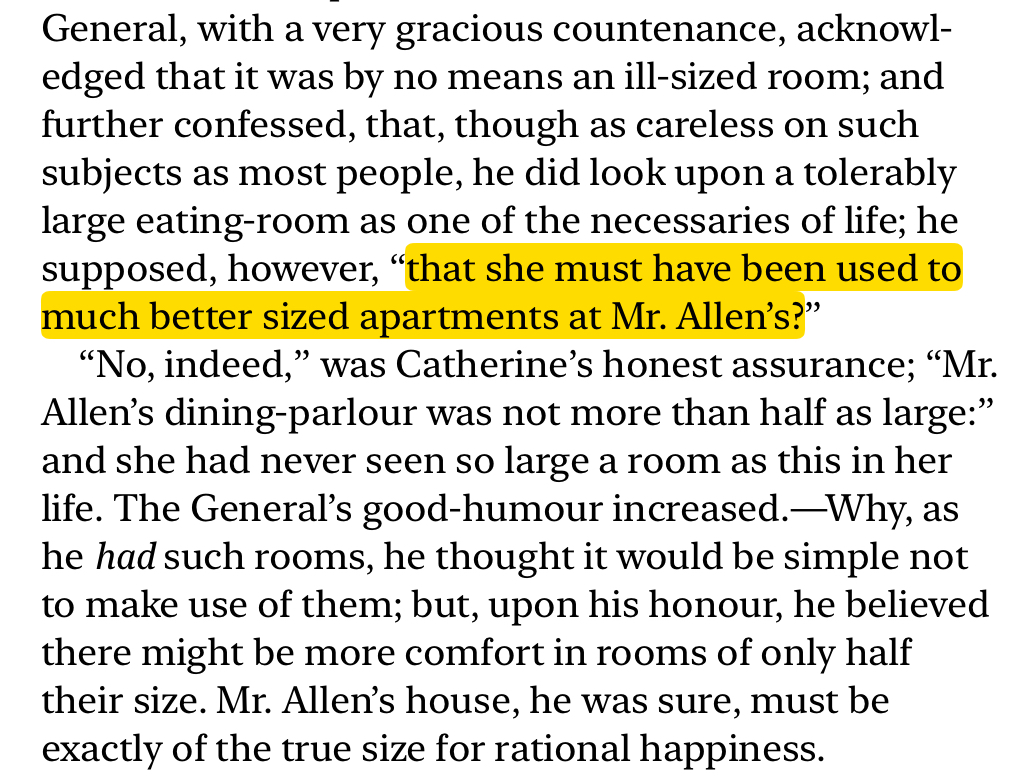 General, with a very gracious countenance, acknowl-
edged that it was by no means an ill-sized room; and
further confessed, that, though as careless on such
subjects as most people, he did look upon a tolerably
large eating-room as one of the necessaries of life; he
supposed, however, “that she must have been used to
much better sized apartments at Mr. Allen’s?”
“No, indeed,” was Catherine’s honest assurance; “Mr.
Allen’s dining-parlour was not more than half as large:”
and she had never seen so large a room as this in her
life. The General’s good-humour increased.—Why, as
he had such rooms, he thought it would be simple not
to make use of them; but, upon his honour, he believed
there might be more comfort in rooms of only half
their size. Mr. Allen’s house, he was sure, must be
exactly of the true size for rational happiness.